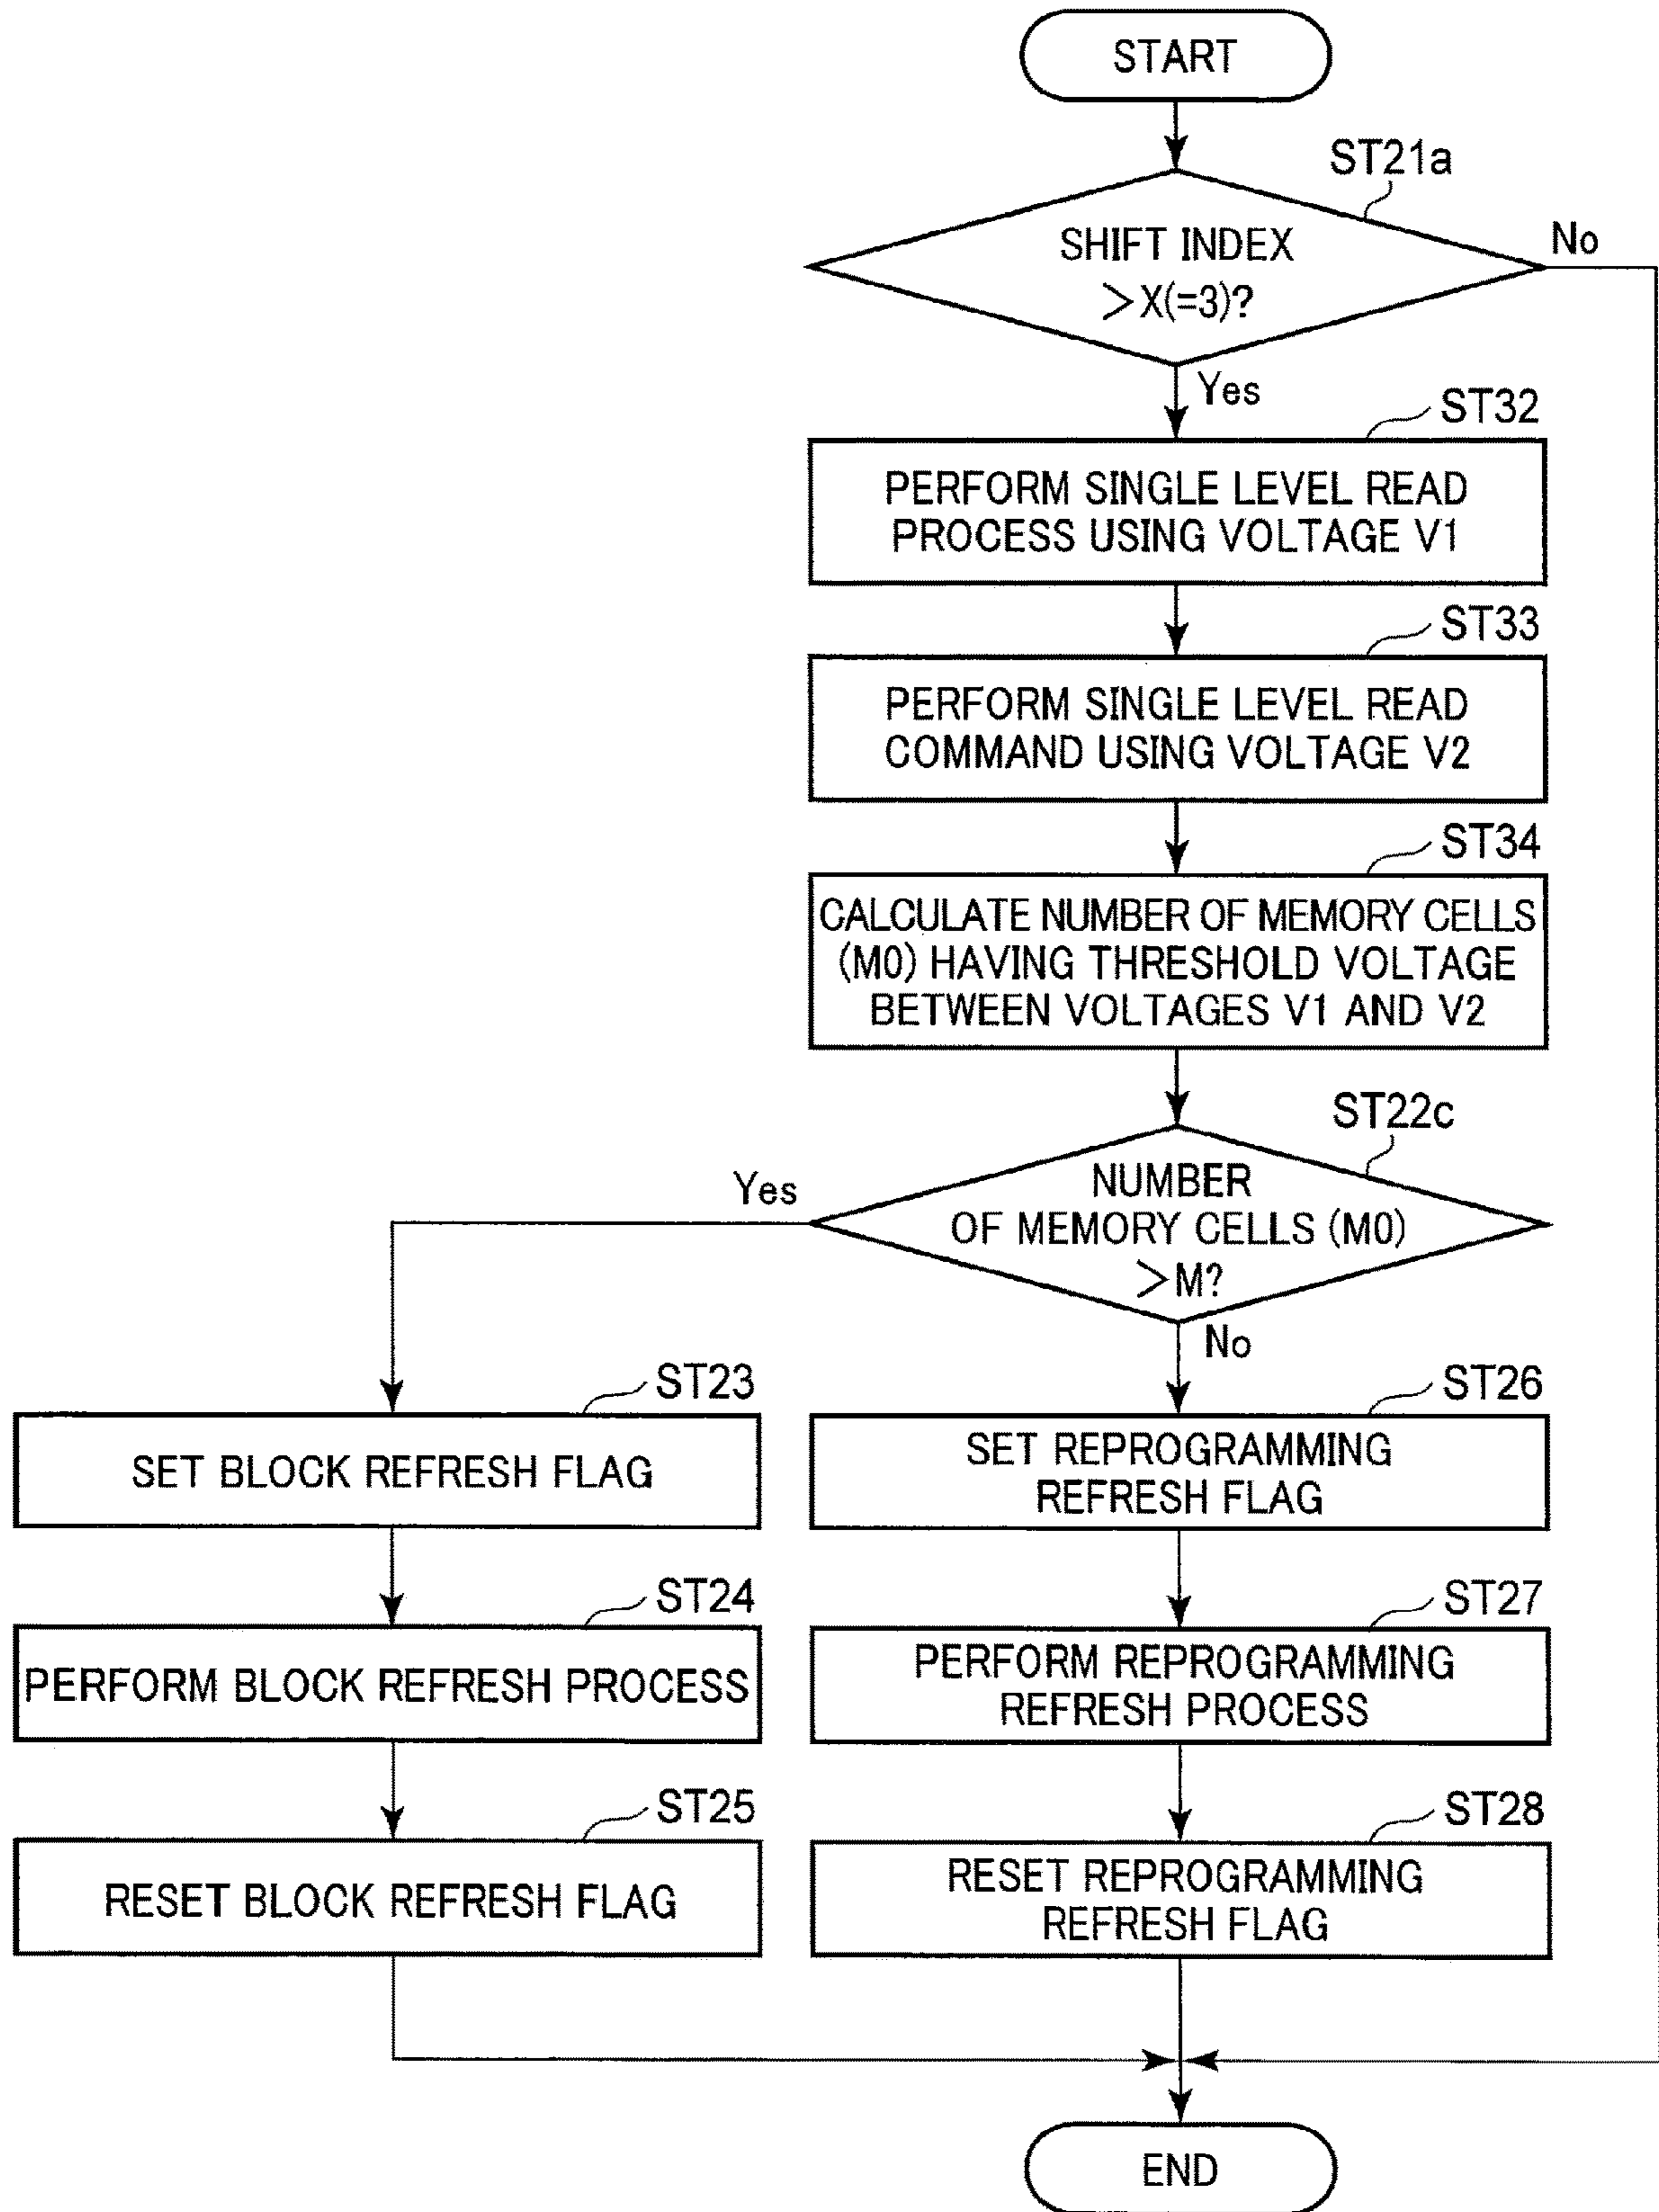 START
ST21a
SHIFT INDEX
>X(=3)?
No
Yes
ST32
PERFORM SINGLE LEVEL READ
PROCESS USING VOLTAGE V1
ST33
PERFORM SINGLE LEVEL READ
COMMAND USING VOLTAGE V2
ST34
CALCULATE NUMBER OF MEMORY CELLS
(M0) HAVING THRESHOLD VOLTAGE
BETWEEN VOLTAGES V1 AND V2
ST22c
NUMBER
OF MEMORY CELLS (M0)
>M?
Yes
No
ST23
SET BLOCK REFRESH FLAG
ST24
PERFORM BLOCK REFRESH PROCESS
ST25
RESET BLOCK REFRESH FLAG
ST26
SET REPROGRAMMING
REFRESH FLAG
ST27
PERFORM REPROGRAMMING
REFRESH PROCESS
ST28
RESET REPROGRAMMING
REFRESH FLAG
END